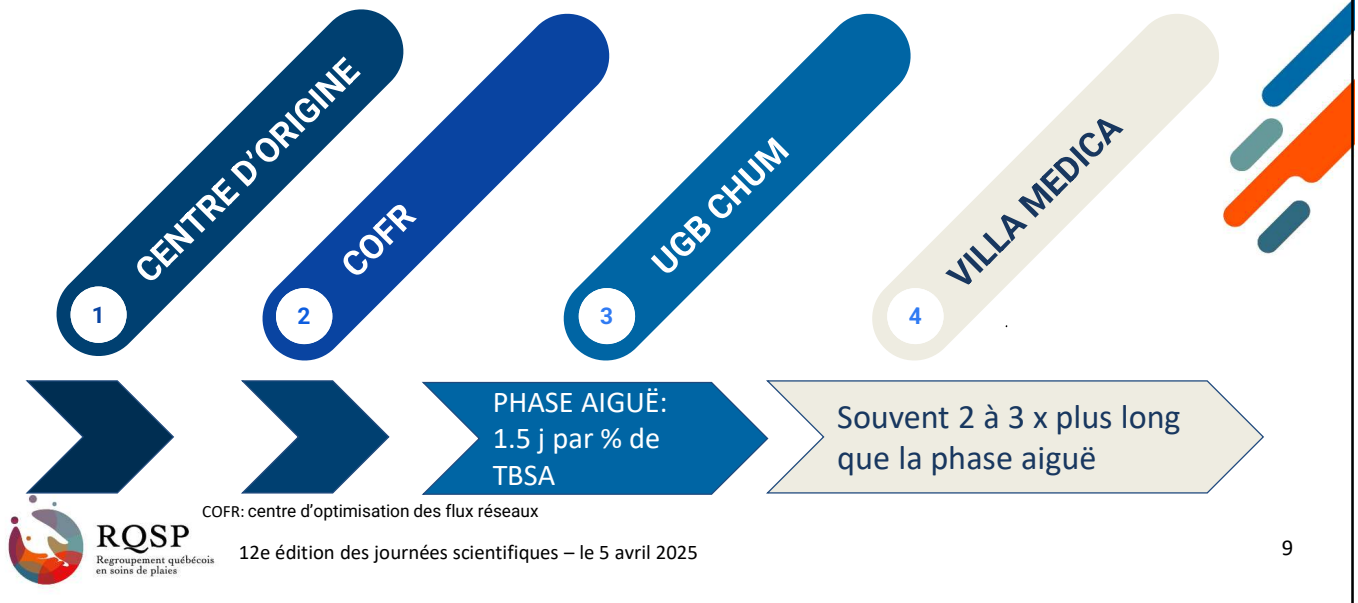 CENTRE D'ORIGINE
COFR
UGB CHUM
VILLA MEDICA
1
2
3
4
PHASE AIGUË:
1.5 j par % de
TBSA
Souvent 2 à 3 x plus long
que la phase aiguë
COFR: centre d'optimisation des flux réseaux
RQSP
Regroupement québécois
en soins de plaies
12e édition des journées scientifiques – le 5 avril 2025
9